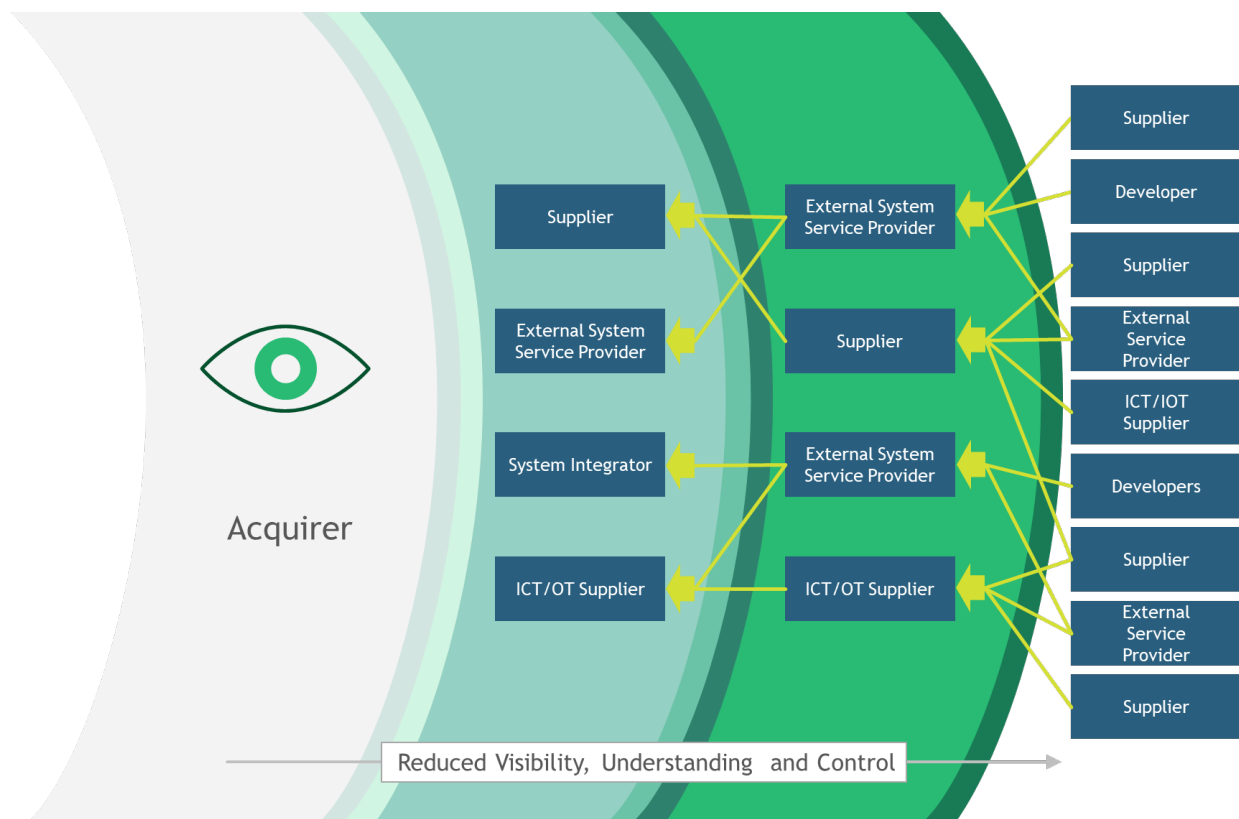 Acquirer
Supplier
External System
Service Provider
System Integrator
ICT/OT Supplier
External System
Service Provider
Supplier
External System
Service Provider
ICT/OT Supplier
Supplier
Developer
Supplier
External
Service
Provider
ICT/IOT
Supplier
Developers
Supplier
External
Service
Provider
Supplier
Reduced Visibility, Understanding and Control